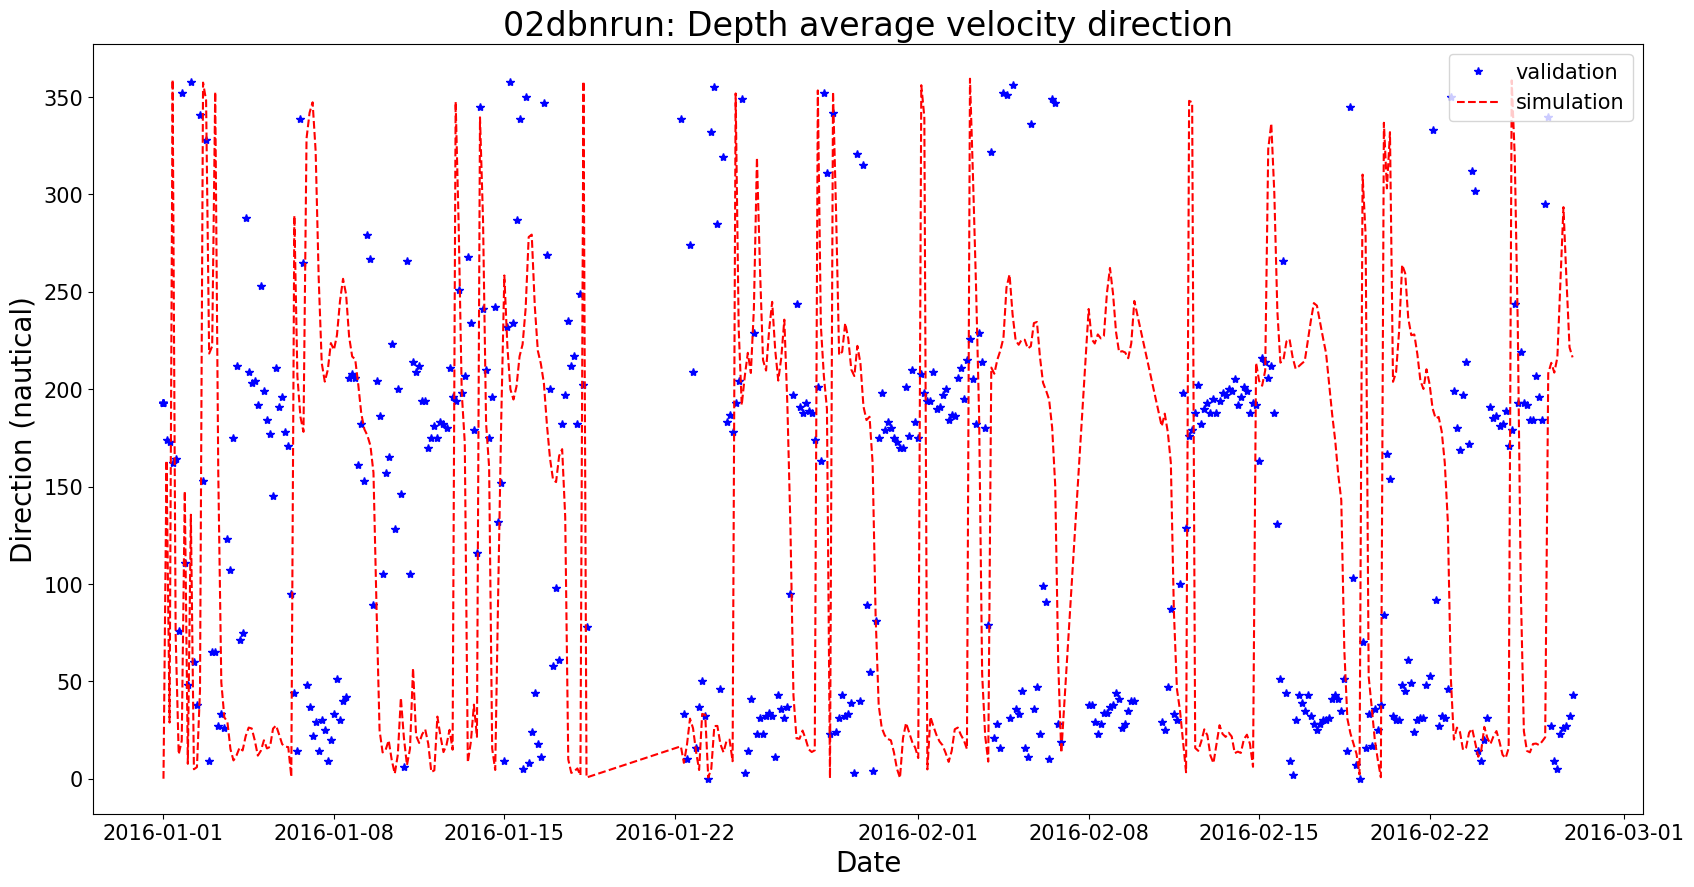 02dbnrun: Depth average velocity direction
validation
simulation
Direction (nautical)
350
300
250
200
150
100
50
0
2016-01-01 2016-01-08 2016-01-15 2016-01-22 2016-02-01 2016-02-08 2016-02-15 2016-02-22 2016-03-01
Date